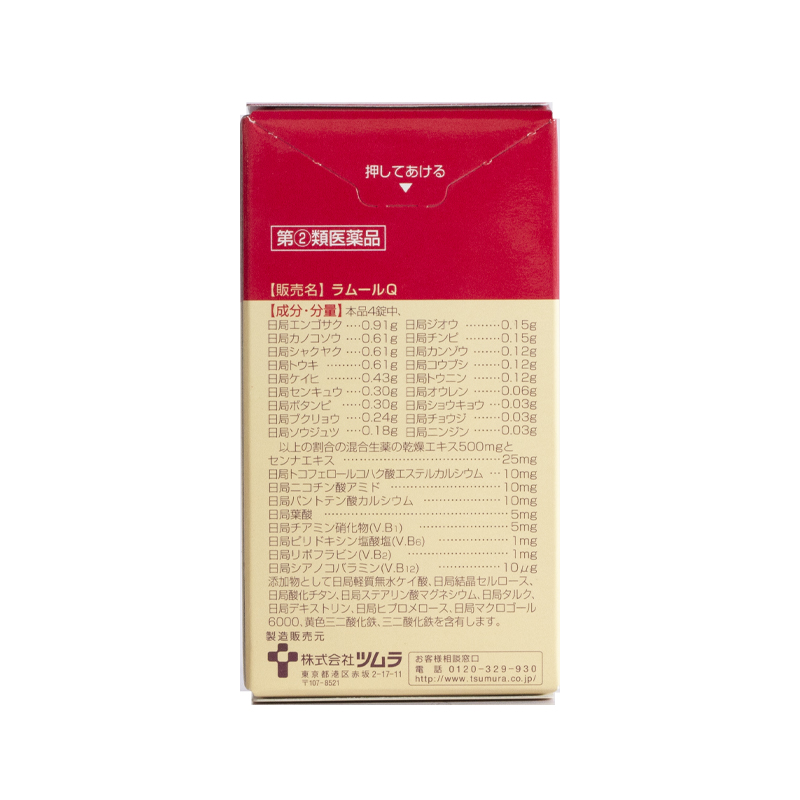 押してあける
▼
第②類医薬品
【販売名】ラムールQ
【成分・分量】本品4錠中、
日局エンゴサク‥‥0.91g 日局ジオウ ………0.15g
日局カノコソウ‥‥0.61g 日局チンピ ………0.15g
日局シャクヤク‥‥0.61g 日局カンゾウ ……0.12g
日局トウキ ………0.61g 日局コウブシ ……0.12g
日局ケイヒ ………0.43g 日局トウニン ……0.12g
日局センキュウ ‥‥0.30g 日局オウレン ……0.06g
日局ボタンピ ……0.30g 日局ショウキョウ …0.03g
日局ブクリョウ ‥‥0.24g 日局チョウジ ……0.03g
日局ソウジュツ ‥‥0.18g 日局ニンジン ……0.03g
以上の割合の混合生薬の乾燥エキス500mgと
センナエキス ……………………………25mg
日局トコフェロールコハク酸エステルカルシウム …10mg
日局ニコチン酸アミド ……………………10mg
日局パントテン酸カルシウム ………………10mg
日局葉酸 …………………………………5mg
日局チアミン硝化物(V.B1) ………………5mg
日局ピリドキシン塩酸塩(V.B6) ……………1mg
日局リボフラビン(V.B2) …………………1mg
日局シアノコバラミン(V.B12) ……………10μg
添加物として日局軽質無水ケイ酸、日局結晶セルロース、
日局酸化チタン、日局ステアリン酸マグネシウム、日局タルク、
日局デキストリン、日局ヒプロメロース、日局マクロゴール
6000、黄色三二酸化鉄、三二酸化鉄を含有します。
製造販売元
株式会社ツムラ
東京都港区赤坂2-17-11
〒107-8521
お客様相談窓口
電話 0120-329-930
http://www.tsumura.co.jp/